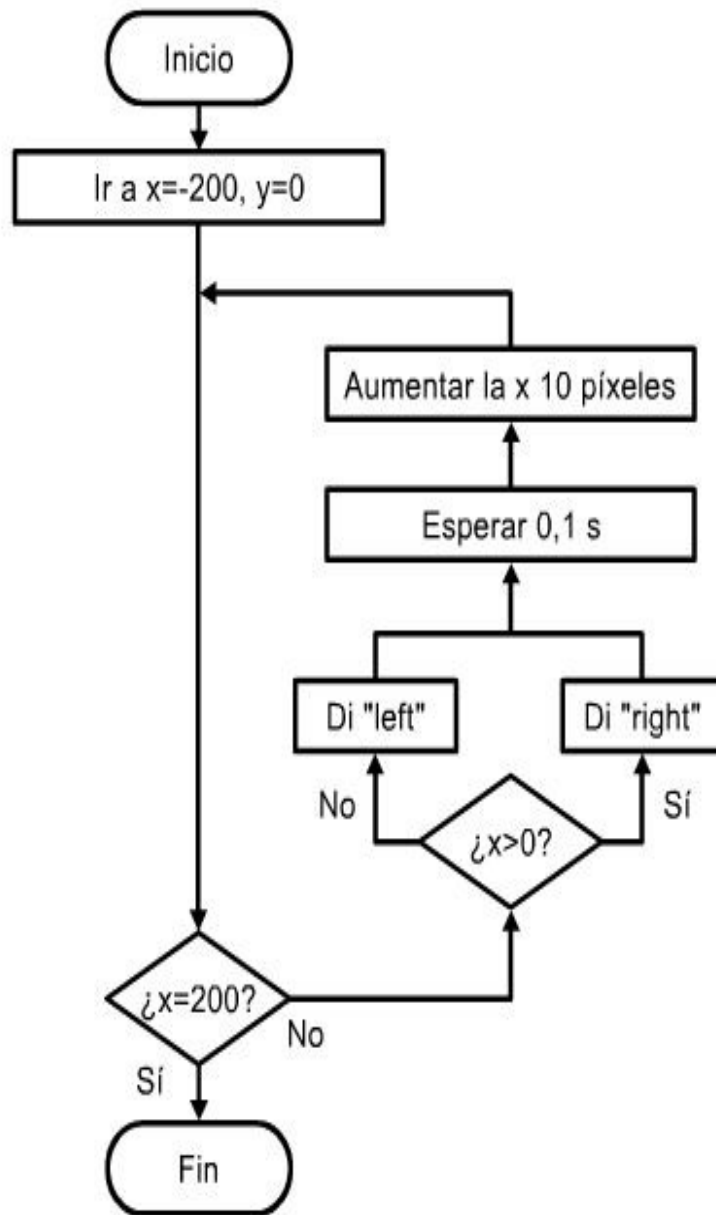 Inicio
Ir a x=-200, y=0
Aumentar la x 10 píxeles
Esperar 0,1 s
Di "left"
Di "right"
No
¿x>0?
Sí
¿x=200?
No
Sí
Fin